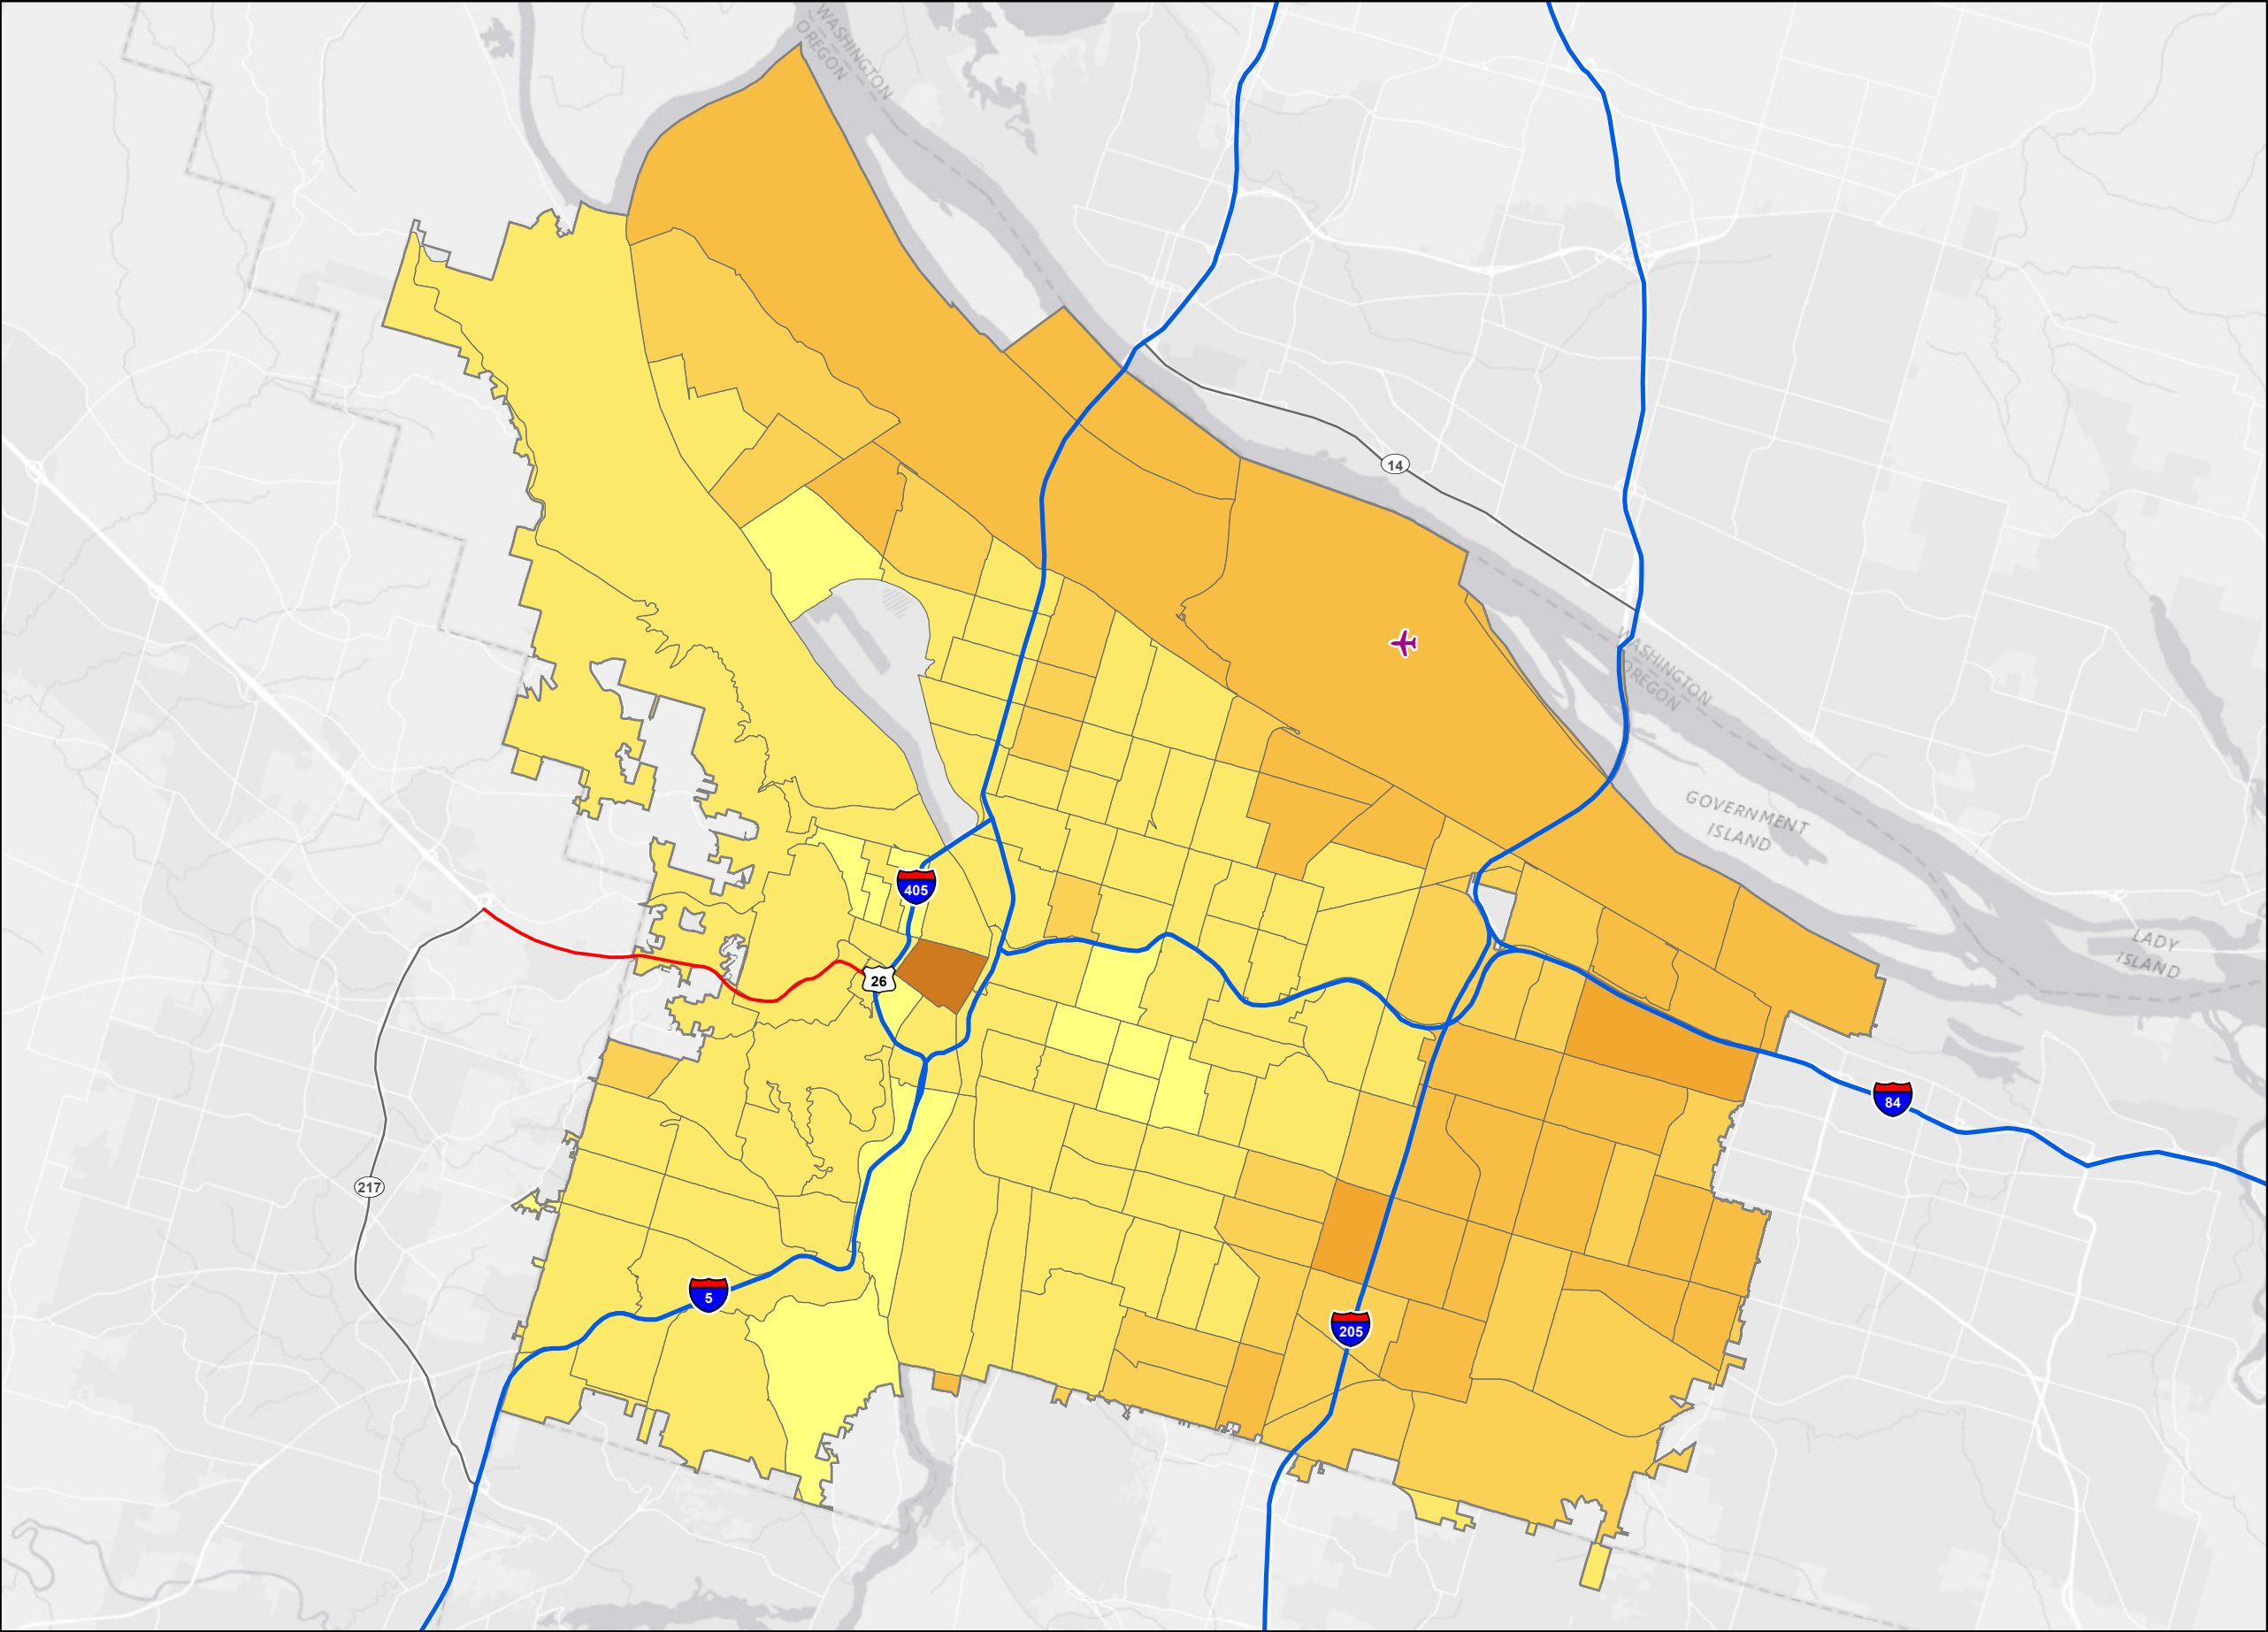 WASHINGTON
OREGON
14
WASHINGTON
OREGON
GOVERNMENT
ISLAND
405
LADY
ISLAND
26
84
217
5
205